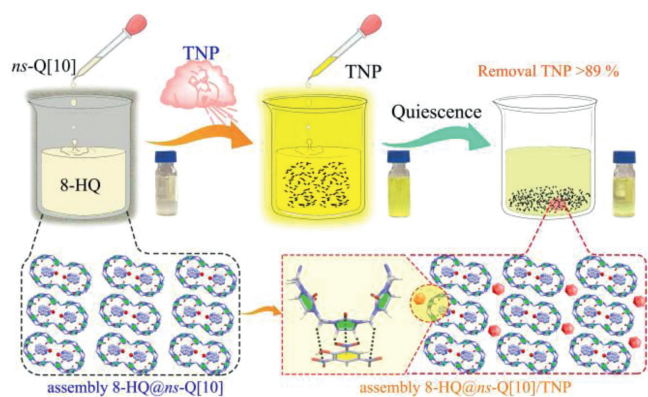 ns-Q[10]
TNP
TNP
Removal TNP >89 %
8-HQ
Quiescence
assembly 8-HQ@ns-Q[10]
assembly 8-HQ@ns-Q[10]/TNP